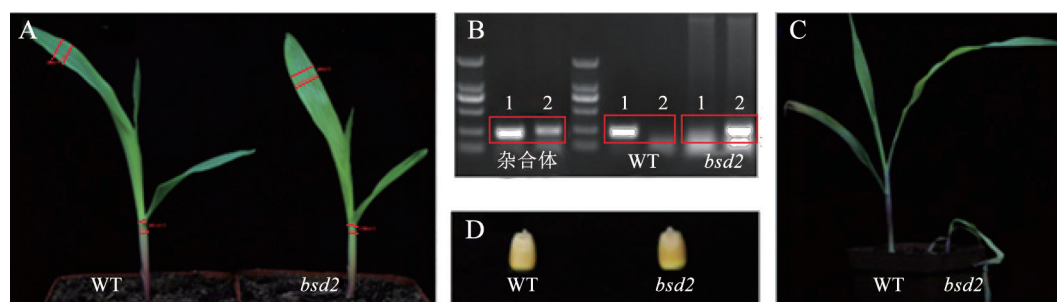 A
WT
bsd2
B
1 2 1 2 1 2
杂合体 WT bsd2
C
WT bsd2
D
WT bsd2